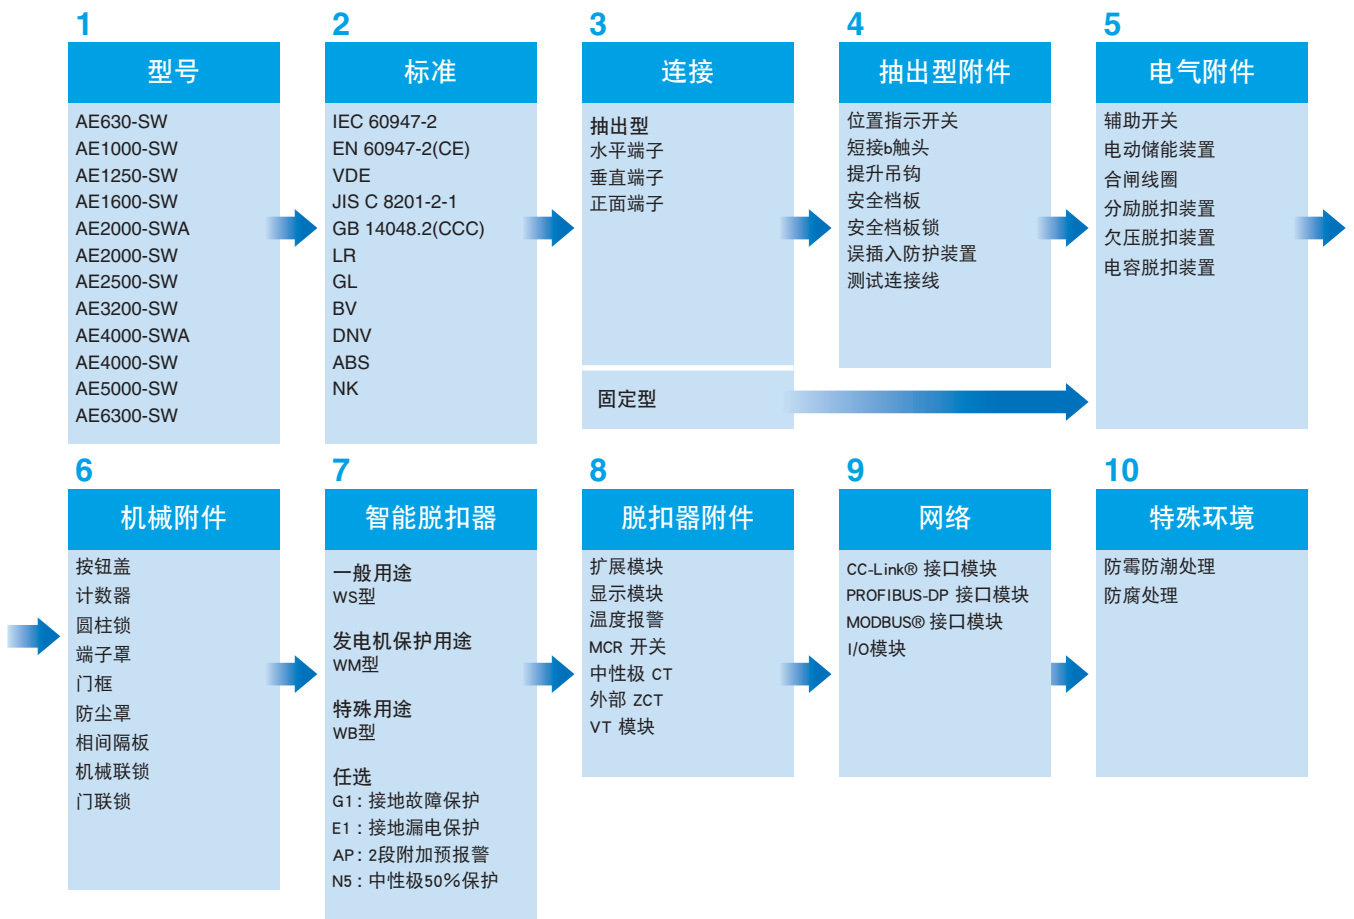 1
型号
AE630-SW
AE1000-SW
AE1250-SW
AE1600-SW
AE2000-SWA
AE2000-SW
AE2500-SW
AE3200-SW
AE4000-SWA
AE4000-SW
AE5000-SW
AE6300-SW
2
标准
IEC 60947-2
EN 60947-2(CE)
VDE
JIS C 8201-2-1
GB 14048.2(CCC)
LR
GL
BV
DNV
ABS
NK
3
连接
抽出型
水平端子
垂直端子
正面端子
固定型
4
抽出型附件
位置指示开关
短接b触头
提升吊钩
安全档板
安全档板锁
误插入防护装置
测试连接线
5
电气附件
辅助开关
电动储能装置
合闸线圈
分励脱扣装置
欠压脱扣装置
电容脱扣装置
6
机械附件
按钮盖
计数器
圆柱锁
端子罩
门框
防尘罩
相间隔板
机械联锁
门联锁
7
智能脱扣器
一般用途
WS型
发电机保护用途
WM型
特殊用途
WB型
任选
G1：接地故障保护
E1：接地漏电保护
AP：2段附加预报警
N5：中性极50%保护
8
脱扣器附件
扩展模块
显示模块
温度报警
MCR 开关
中性极 CT
外部 ZCT
VT 模块
9
网络
CC-Link® 接口模块
PROFIBUS-DP 接口模块
MODBUS® 接口模块
I/O模块
10
特殊环境
防霉防潮处理
防腐处理